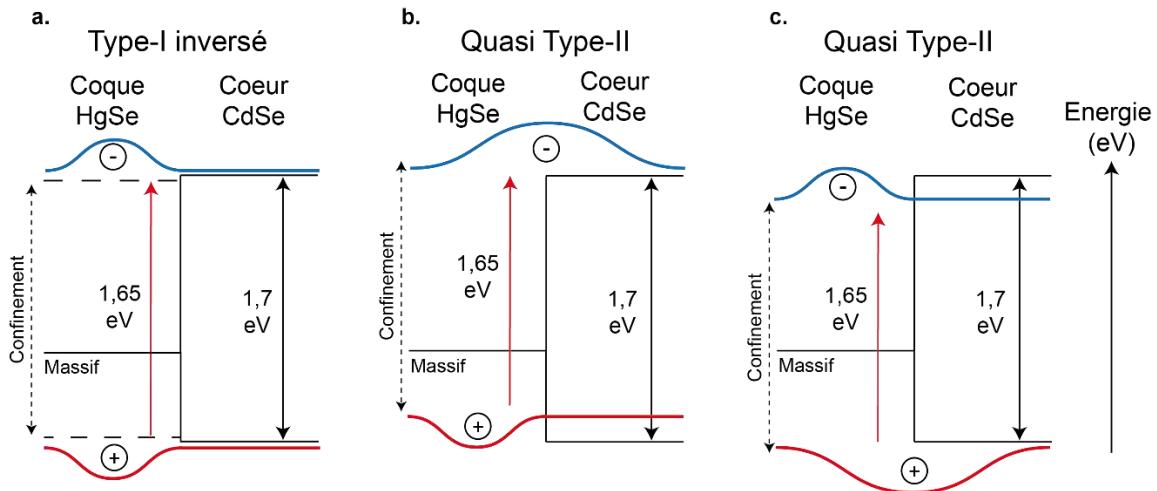 a.
Type-I inversé
Coque
HgSe
Coeur
CdSe
-
Confinement
1,65
eV
1,7
eV
Massif
+
b.
Quasi Type-II
Coque
HgSe
Coeur
CdSe
-
Confinement
1,65
eV
1,7
eV
Massif
+
c.
Quasi Type-II
Coque
HgSe
Coeur
CdSe
-
Confinement
1,65
eV
1,7
eV
Massif
+
Energie
(eV)